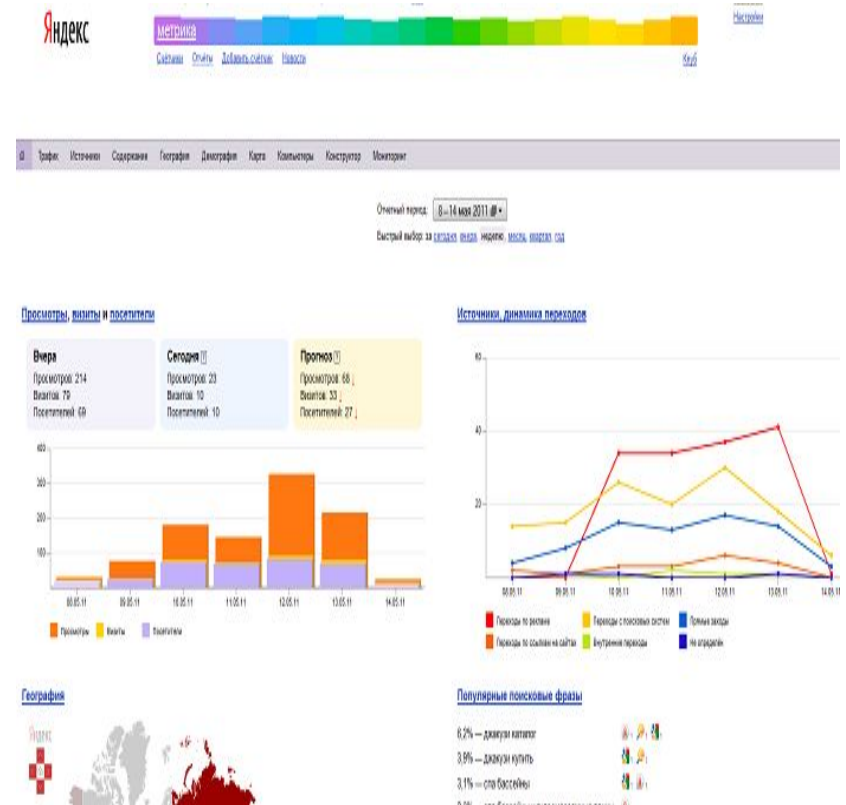 Яндекс
метрика
Настройки
Счётчики Отчёты Добавить счётчик Новости Клуб
Трафик Источники Содержание География Демография Карта Компьютеры Конструктор Мониторинг
Отчетный период: 8 – 14 мая 2011
Быстрый выбор: за сегодня, вчера, неделю, месяц, квартал, год
Просмотры, визиты и посетители
Вчера
Просмотров: 214
Визитов: 79
Посетителей: 69
Сегодня
Просмотров: 23
Визитов: 10
Посетителей: 10
Прогноз
Просмотров: 68 ↓
Визитов: 33 ↓
Посетителей: 27 ↓
400
300
200
100
08.05.11 09.05.11 10.05.11 11.05.11 12.05.11 13.05.11 14.05.11
Просмотры Визиты Посетители
Источники, динамика переходов
60
40
20
08.05.11 09.05.11 10.05.11 11.05.11 12.05.11 13.05.11 14.05.11
Переходы по рекламе Переходы с поисковых систем Прямые заходы
Переходы по ссылкам на сайтах Внутренние переходы Не определён
География
Яндекс
Популярные поисковые фразы
6,2% — джакузи каталог
3,9% — джакузи купить
3,1% — спа бассейны